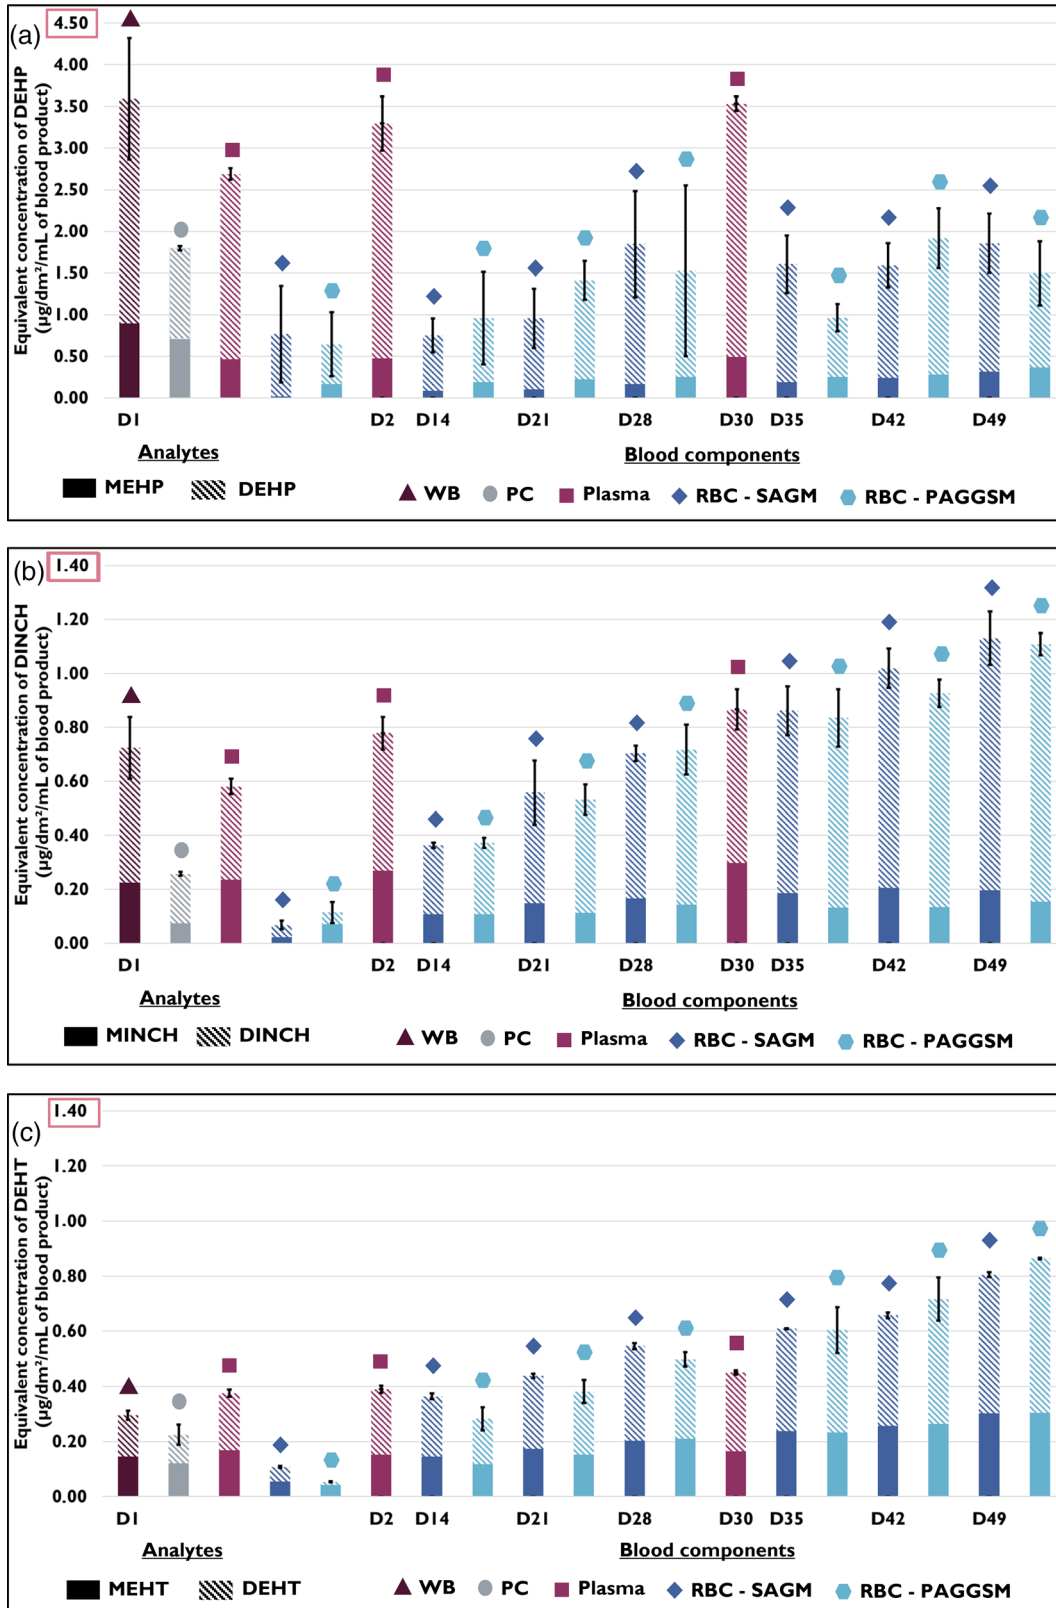 (a)
Equivalent concentration of DEHP
(µg/dm²/mL of blood product)
4.50
4.00
3.50
3.00
2.50
2.00
1.50
1.00
0.50
0.00
D1 D2 D14 D21 D28 D30 D35 D42 D49
Analytes Blood components
MEHP DEHP WB PC Plasma RBC - SAGM RBC - PAGGSM
(b)
Equivalent concentration of DINCH
(µg/dm²/mL of blood product)
1.40
1.20
1.00
0.80
0.60
0.40
0.20
0.00
D1 D2 D14 D21 D28 D30 D35 D42 D49
Analytes Blood components
MINCH DINCH WB PC Plasma RBC - SAGM RBC - PAGGSM
(c)
Equivalent concentration of DEHT
(µg/dm²/mL of blood product)
1.40
1.20
1.00
0.80
0.60
0.40
0.20
0.00
D1 D2 D14 D21 D28 D30 D35 D42 D49
Analytes Blood components
MEHT DEHT WB PC Plasma RBC - SAGM RBC - PAGGSM